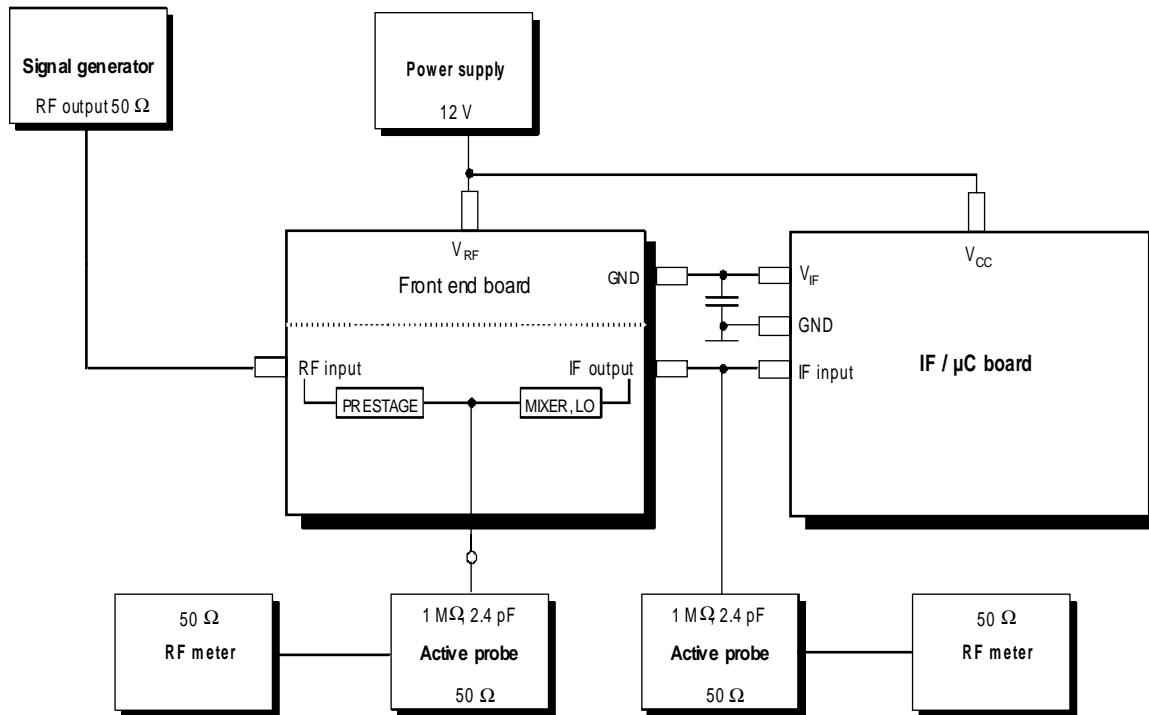 Signal generator
RF output 50 Ω
Power supply
12 V
V_RF
Front end board
GND
RF input
IF output
PRESTAGE
MIXER, LO
V_CC
V_IF
GND
IF input
IF / µC board
50 Ω
RF meter
1 MΩ, 2.4 pF
Active probe
50 Ω
1 MΩ, 2.4 pF
Active probe
50 Ω
50 Ω
RF meter